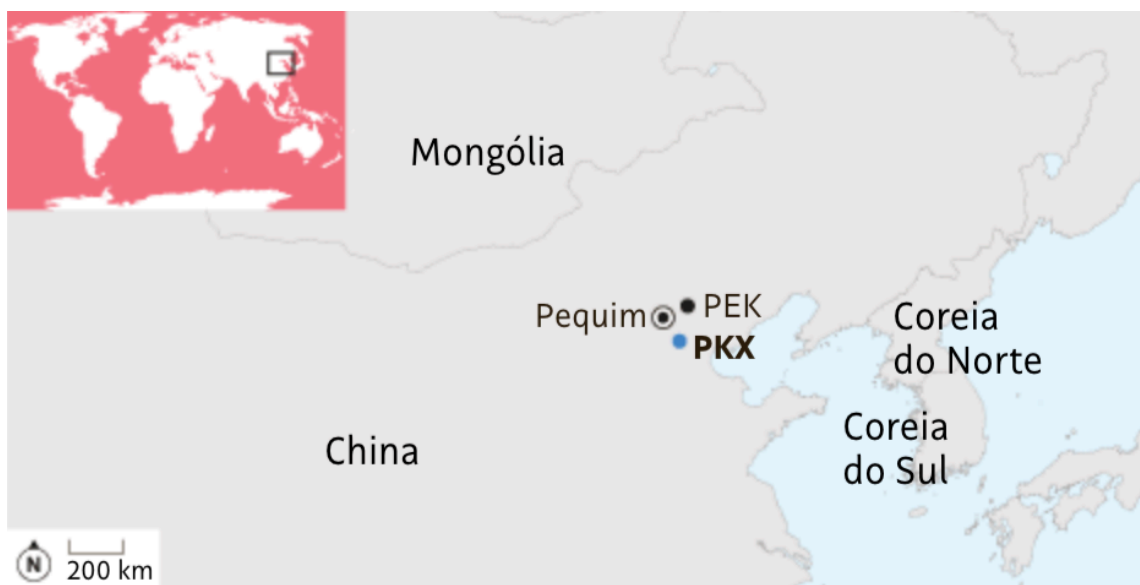 Mongólia
Pequim
PEK
PKX
Coreia
do Norte
China
Coreia
do Sul
N
200 km